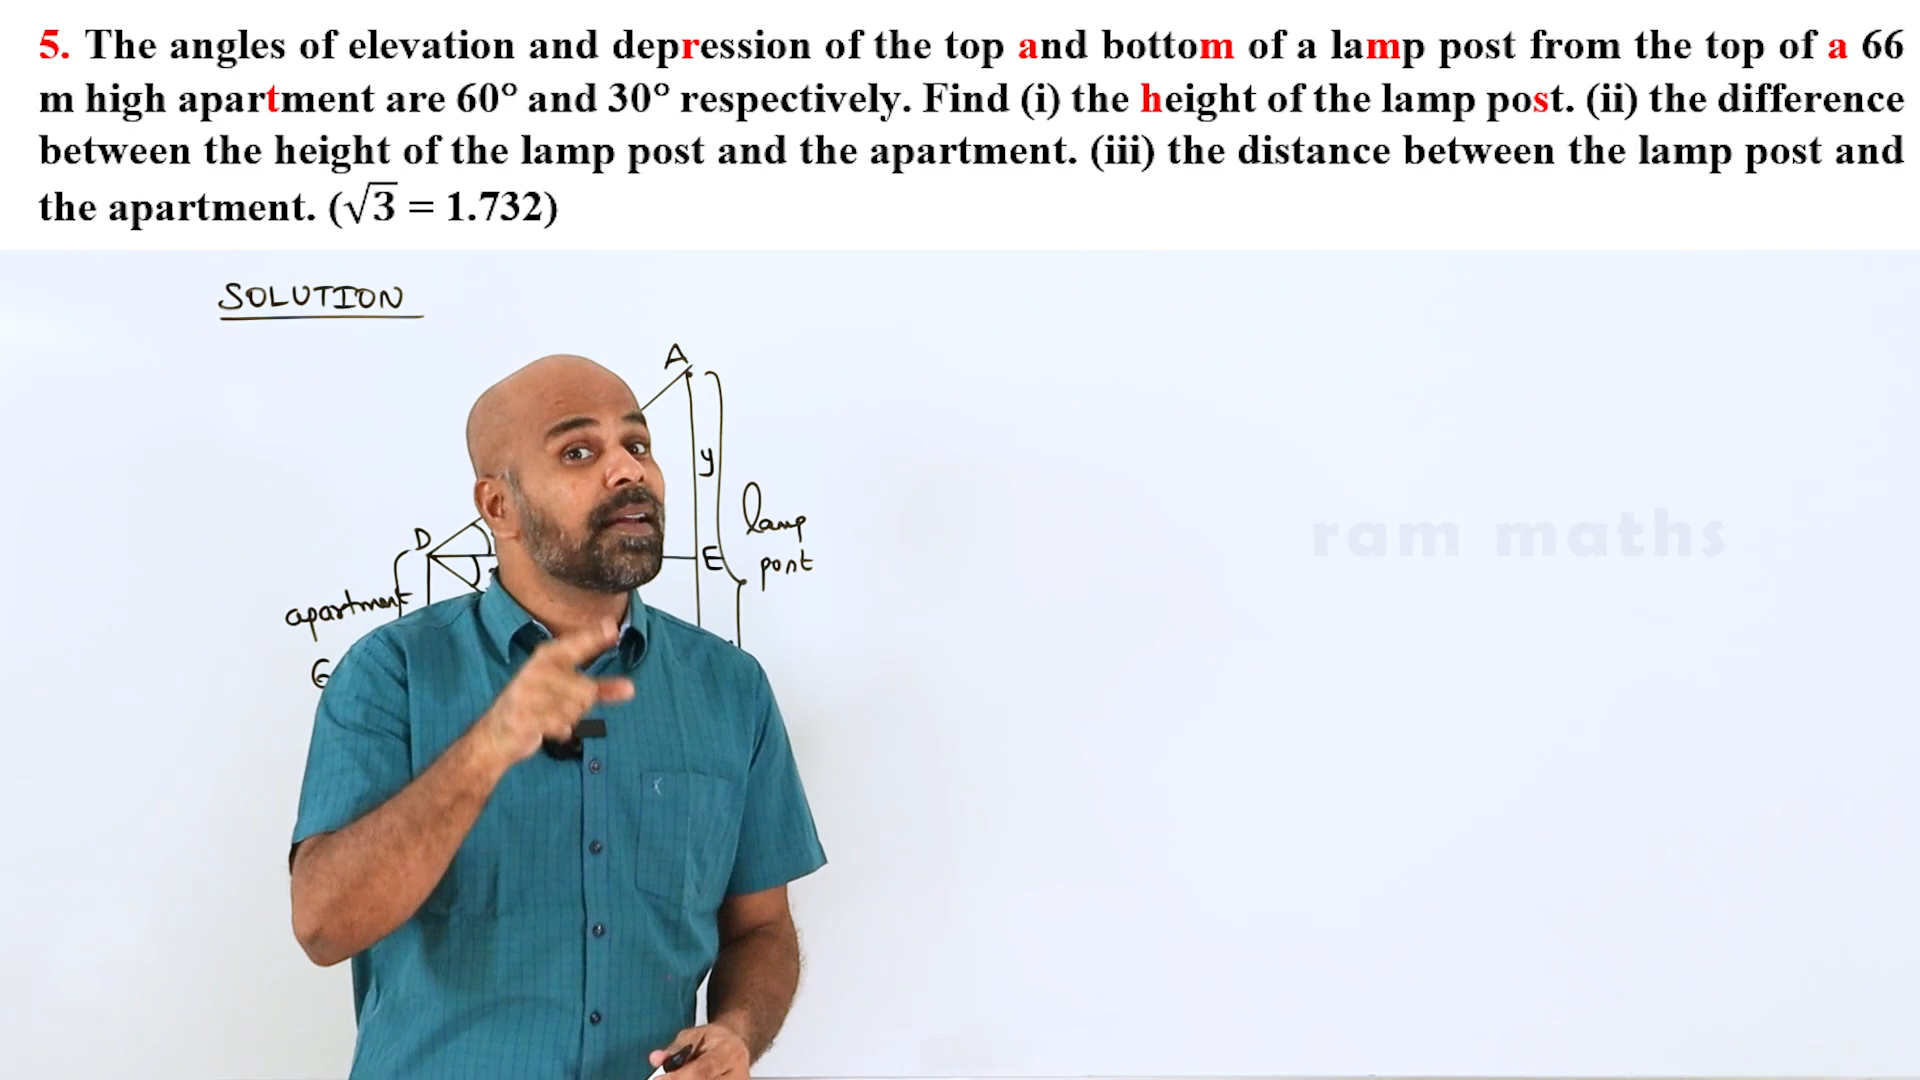 5. The angles of elevation and depression of the top and bottom of a lamp post from the top of a 66
m high apartment are 60° and 30° respectively. Find (i) the height of the lamp post. (ii) the difference
between the height of the lamp post and the apartment. (iii) the distance between the lamp post and
the apartment. (√3 = 1.732)
SOLUTION
A
y
lamp
post
D
E
apartment
ram maths